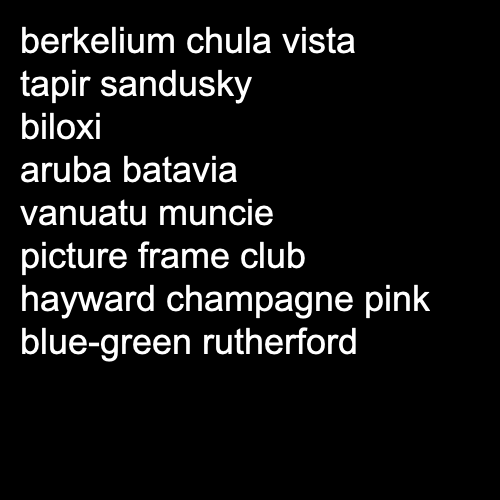 berkelium chula vista
tapir sandusky
biloxi
aruba batavia
vanuatu muncie
picture frame club
hayward champagne pink
blue-green rutherford